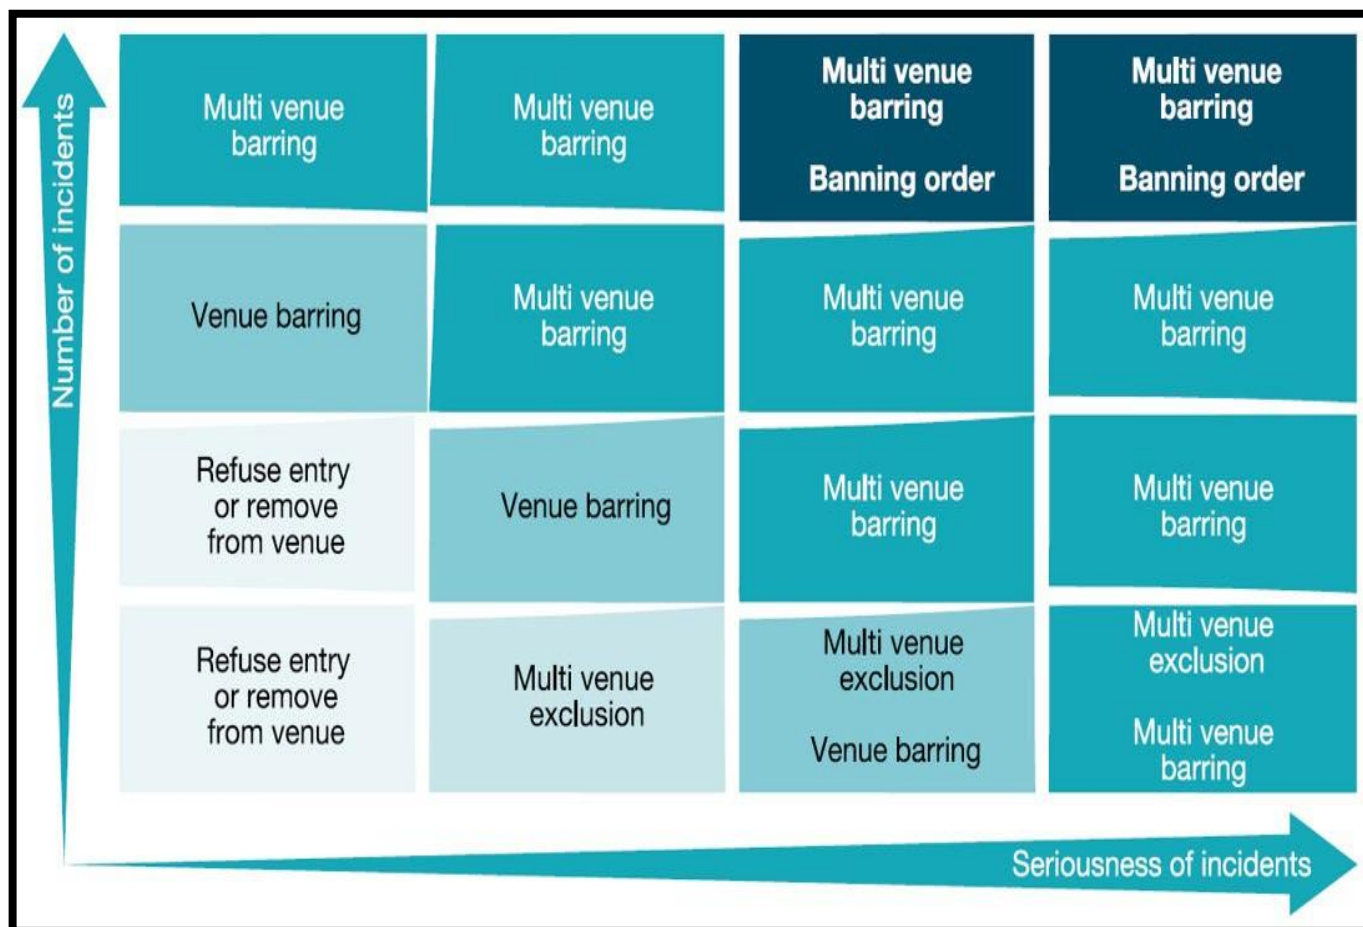 Number of incidents
Multi venue
barring
Multi venue
barring
Multi venue
barring
Banning order
Multi venue
barring
Banning order
Venue barring
Multi venue
barring
Multi venue
barring
Multi venue
barring
Refuse entry
or remove
from venue
Venue barring
Multi venue
barring
Multi venue
barring
Refuse entry
or remove
from venue
Multi venue
exclusion
Multi venue
exclusion
Venue barring
Multi venue
exclusion
Multi venue
barring
Seriousness of incidents